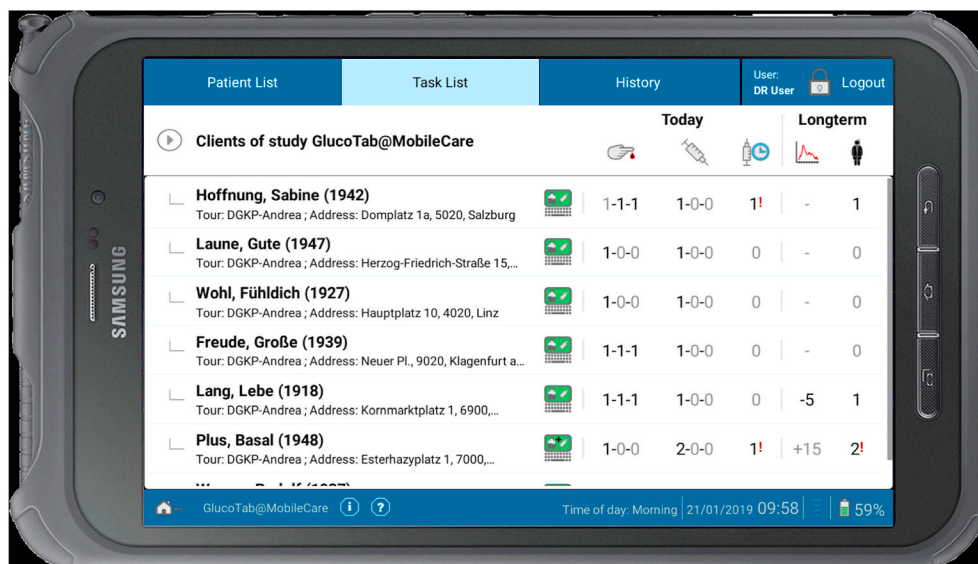 Patient List
Task List
History
User:
DR User
Logout
Clients of study GlucoTab@MobileCare
Today
Longterm
Hoffnung, Sabine (1942)
Tour: DGKP-Andrea ; Address: Domplatz 1a, 5020, Salzburg
1-1-1 1-0-0 1! - 1
Laune, Gute (1947)
Tour: DGKP-Andrea ; Address: Herzog-Friedrich-Straße 15,...
1-0-0 1-0-0 0 - 0
Wohl, Fühldich (1927)
Tour: DGKP-Andrea ; Address: Hauptplatz 10, 4020, Linz
1-0-0 1-0-0 0 - 0
Freude, Große (1939)
Tour: DGKP-Andrea ; Address: Neuer Pl., 9020, Klagenfurt a...
1-1-1 1-0-0 0 - 0
Lang, Lebe (1918)
Tour: DGKP-Andrea ; Address: Kornmarktplatz 1, 6900,...
1-1-1 1-0-0 0 -5 1
Plus, Basal (1948)
Tour: DGKP-Andrea ; Address: Esterhazyplatz 1, 7000,...
1-0-0 2-0-0 1! +15 2!
GlucoTab@MobileCare i ?
Time of day: Morning 21/01/2019 09:58 59%
SAMSUNG
SAMSUNG